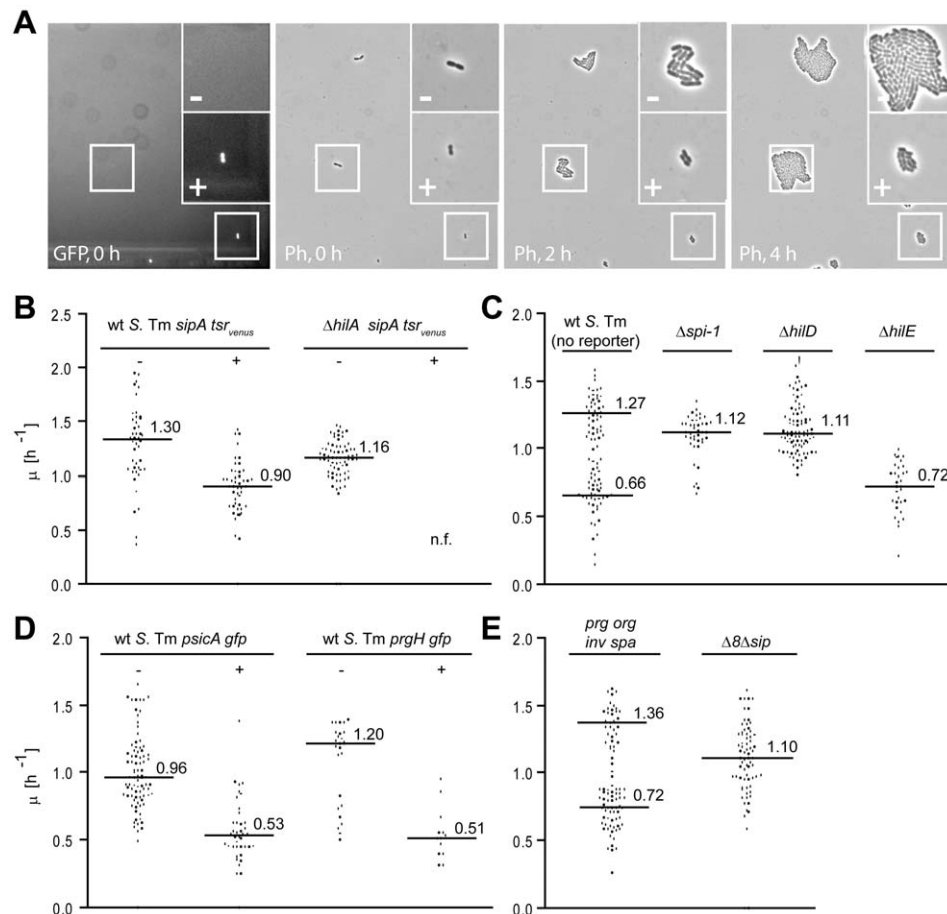 A
GFP, 0 h
-
+
Ph, 0 h
-
+
Ph, 2 h
-
+
Ph, 4 h
-
+
B
wt S. Tm sipA tsrvenus
ΔhilA sipA tsrvenus
- + - +
2.5
2.0
1.5
1.0
0.5
0.0
μ [h-1]
1.30
0.90
1.16
n.f.
C
wt S. Tm
(no reporter)
Δspi-1
ΔhilD
ΔhilE
2.0
1.5
1.0
0.5
0.0
1.27
0.66
1.12
1.11
0.72
D
wt S. Tm psicA gfp
wt S. Tm prgH gfp
- + - +
2.0
1.5
1.0
0.5
0.0
μ [h-1]
0.96
0.53
1.20
0.51
E
prg org
inv spa
Δ8Δsip
2.0
1.5
1.0
0.5
0.0
1.36
0.72
1.10